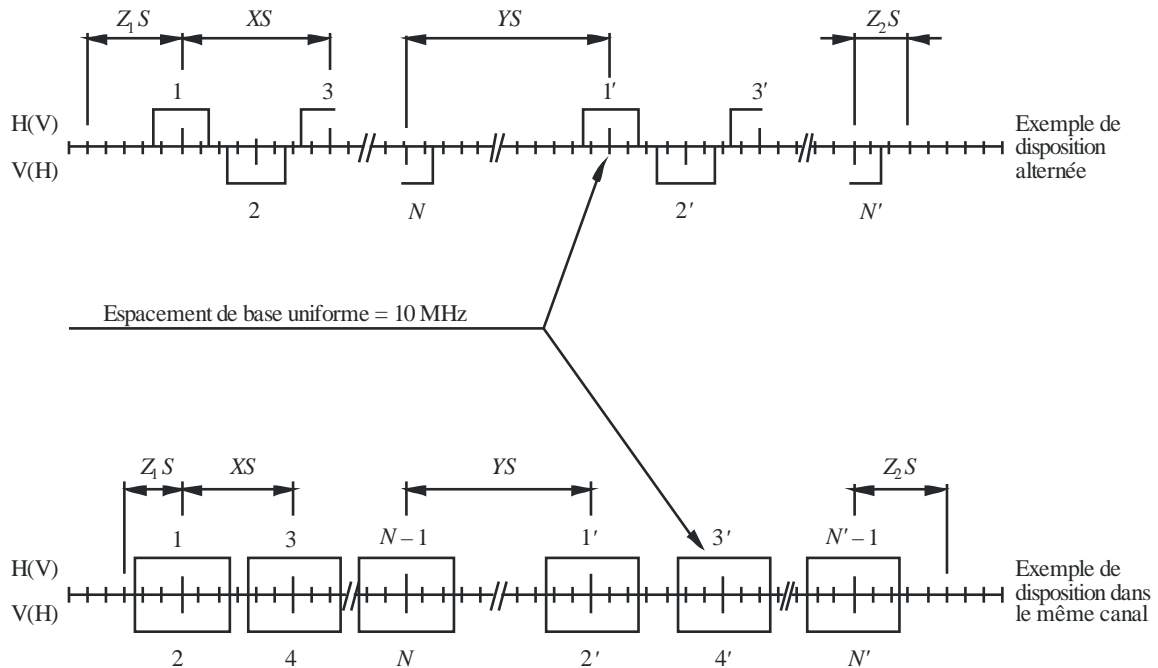 Z1S XS YS Z2S
1 3 1′ 3′
H(V)
V(H)
2 N 2′ N′
Exemple de
disposition
alternée
Espacement de base uniforme = 10 MHz
Z1S XS YS Z2S
1 3 N – 1 1′ 3′ N′ – 1
H(V)
V(H)
2 4 N 2′ 4′ N′
Exemple de
disposition dans
le même canal